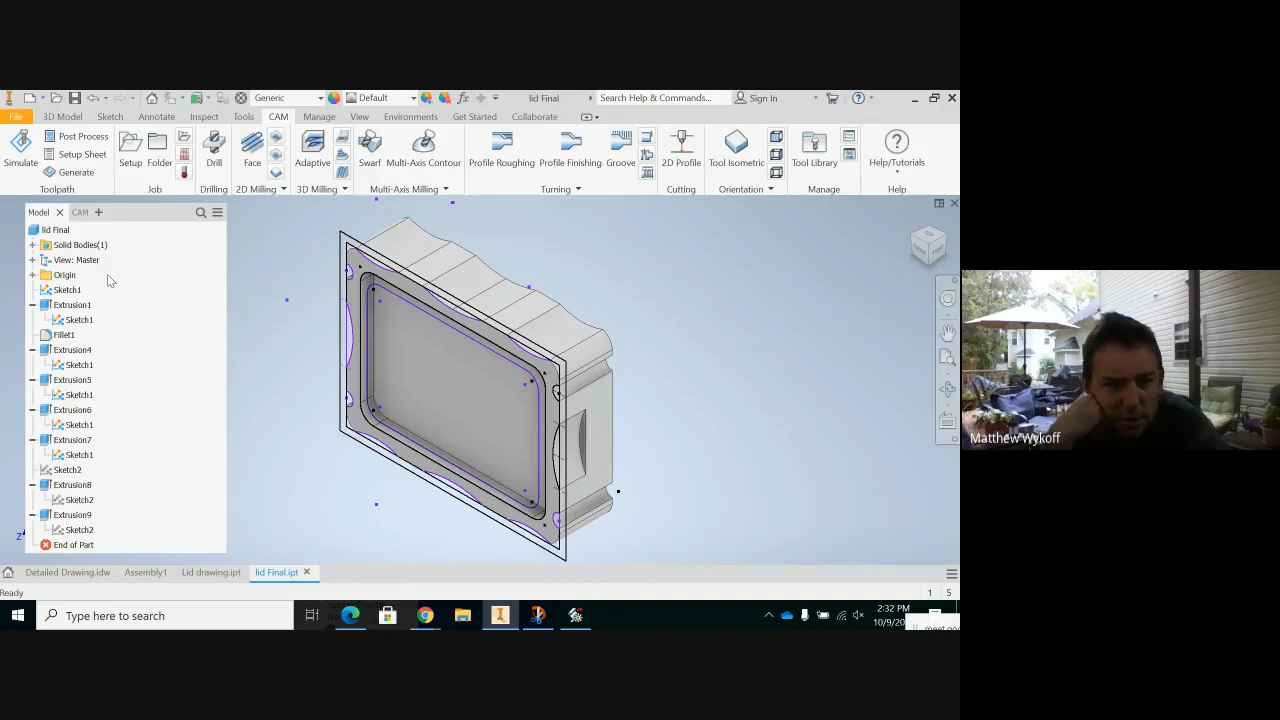 Generic
Default
lid Final
Search Help & Commands...
Sign In
File
3D Model
Sketch
Annotate
Inspect
Tools
CAM
Manage
View
Environments
Get Started
Collaborate
Post Process
Setup Sheet
Simulate
Generate
Setup
Folder
Drill
Face
Adaptive
Swarf
Multi-Axis Contour
Profile Roughing
Profile Finishing
Groove
2D Profile
Tool Isometric
Tool Library
Help/Tutorials
Toolpath
Job
Drilling
2D Milling
3D Milling
Multi-Axis Milling
Turning
Cutting
Orientation
Manage
Help
Model
CAM
lid Final
Solid Bodies(1)
View: Master
Origin
Sketch1
Extrusion1
Sketch1
Fillet1
Extrusion4
Sketch1
Extrusion5
Sketch1
Extrusion6
Sketch1
Extrusion7
Sketch1
Sketch2
Extrusion8
Sketch2
Extrusion9
Sketch2
End of Part
Z
Matthew Wykoff
Detailed Drawing.idw
Assembly1
Lid drawing.ipt
lid Final.ipt
Ready
1 5
Type here to search
2:32 PM
10/9/20